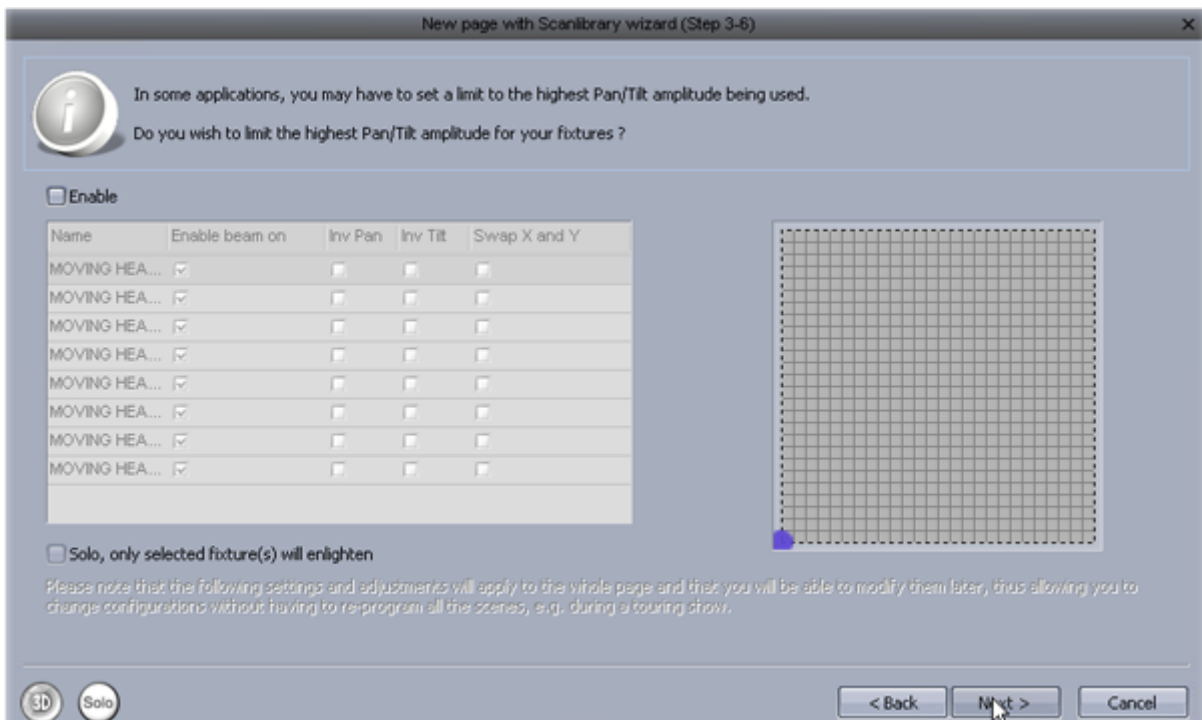 New page with Scanlibrary wizard (Step 3-6)
In some applications, you may have to set a limit to the highest Pan/Tilt amplitude being used.
Do you wish to limit the highest Pan/Tilt amplitude for your fixtures ?
Enable
Name Enable beam on Inv Pan Inv Tilt Swap X and Y
MOVING HEA...
MOVING HEA...
MOVING HEA...
MOVING HEA...
MOVING HEA...
MOVING HEA...
MOVING HEA...
MOVING HEA...
Solo, only selected fixture(s) will enlighten
Please note that the following settings and adjustments will apply to the whole page and that you will be able to modify them later, thus allowing you to
change configurations without having to re-program all the scenes, e.g. during a touring show.
3D Solo < Back Next > Cancel